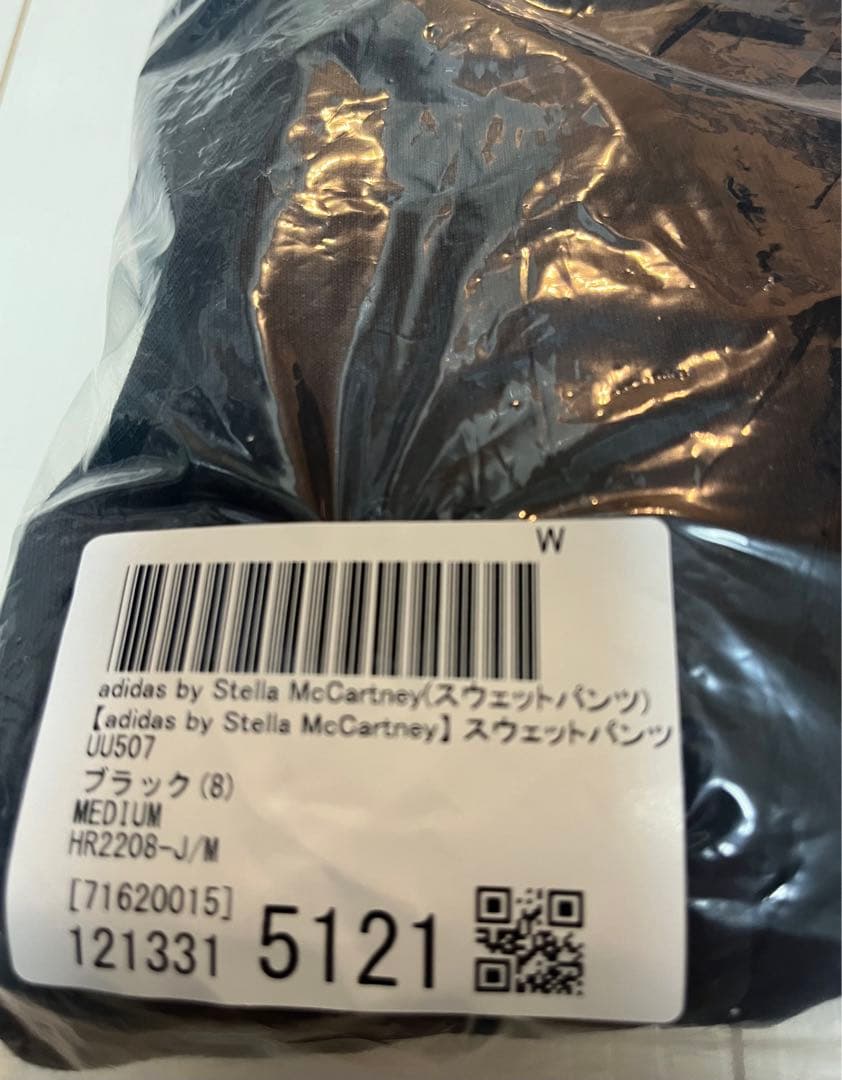 W
adidas by Stella McCartney(スウェットパンツ)
【adidas by Stella McCartney】 スウェットパンツ
UU507
ブラック(8)
MEDIUM
HR2208-J/M
[71620015]
121331 5121